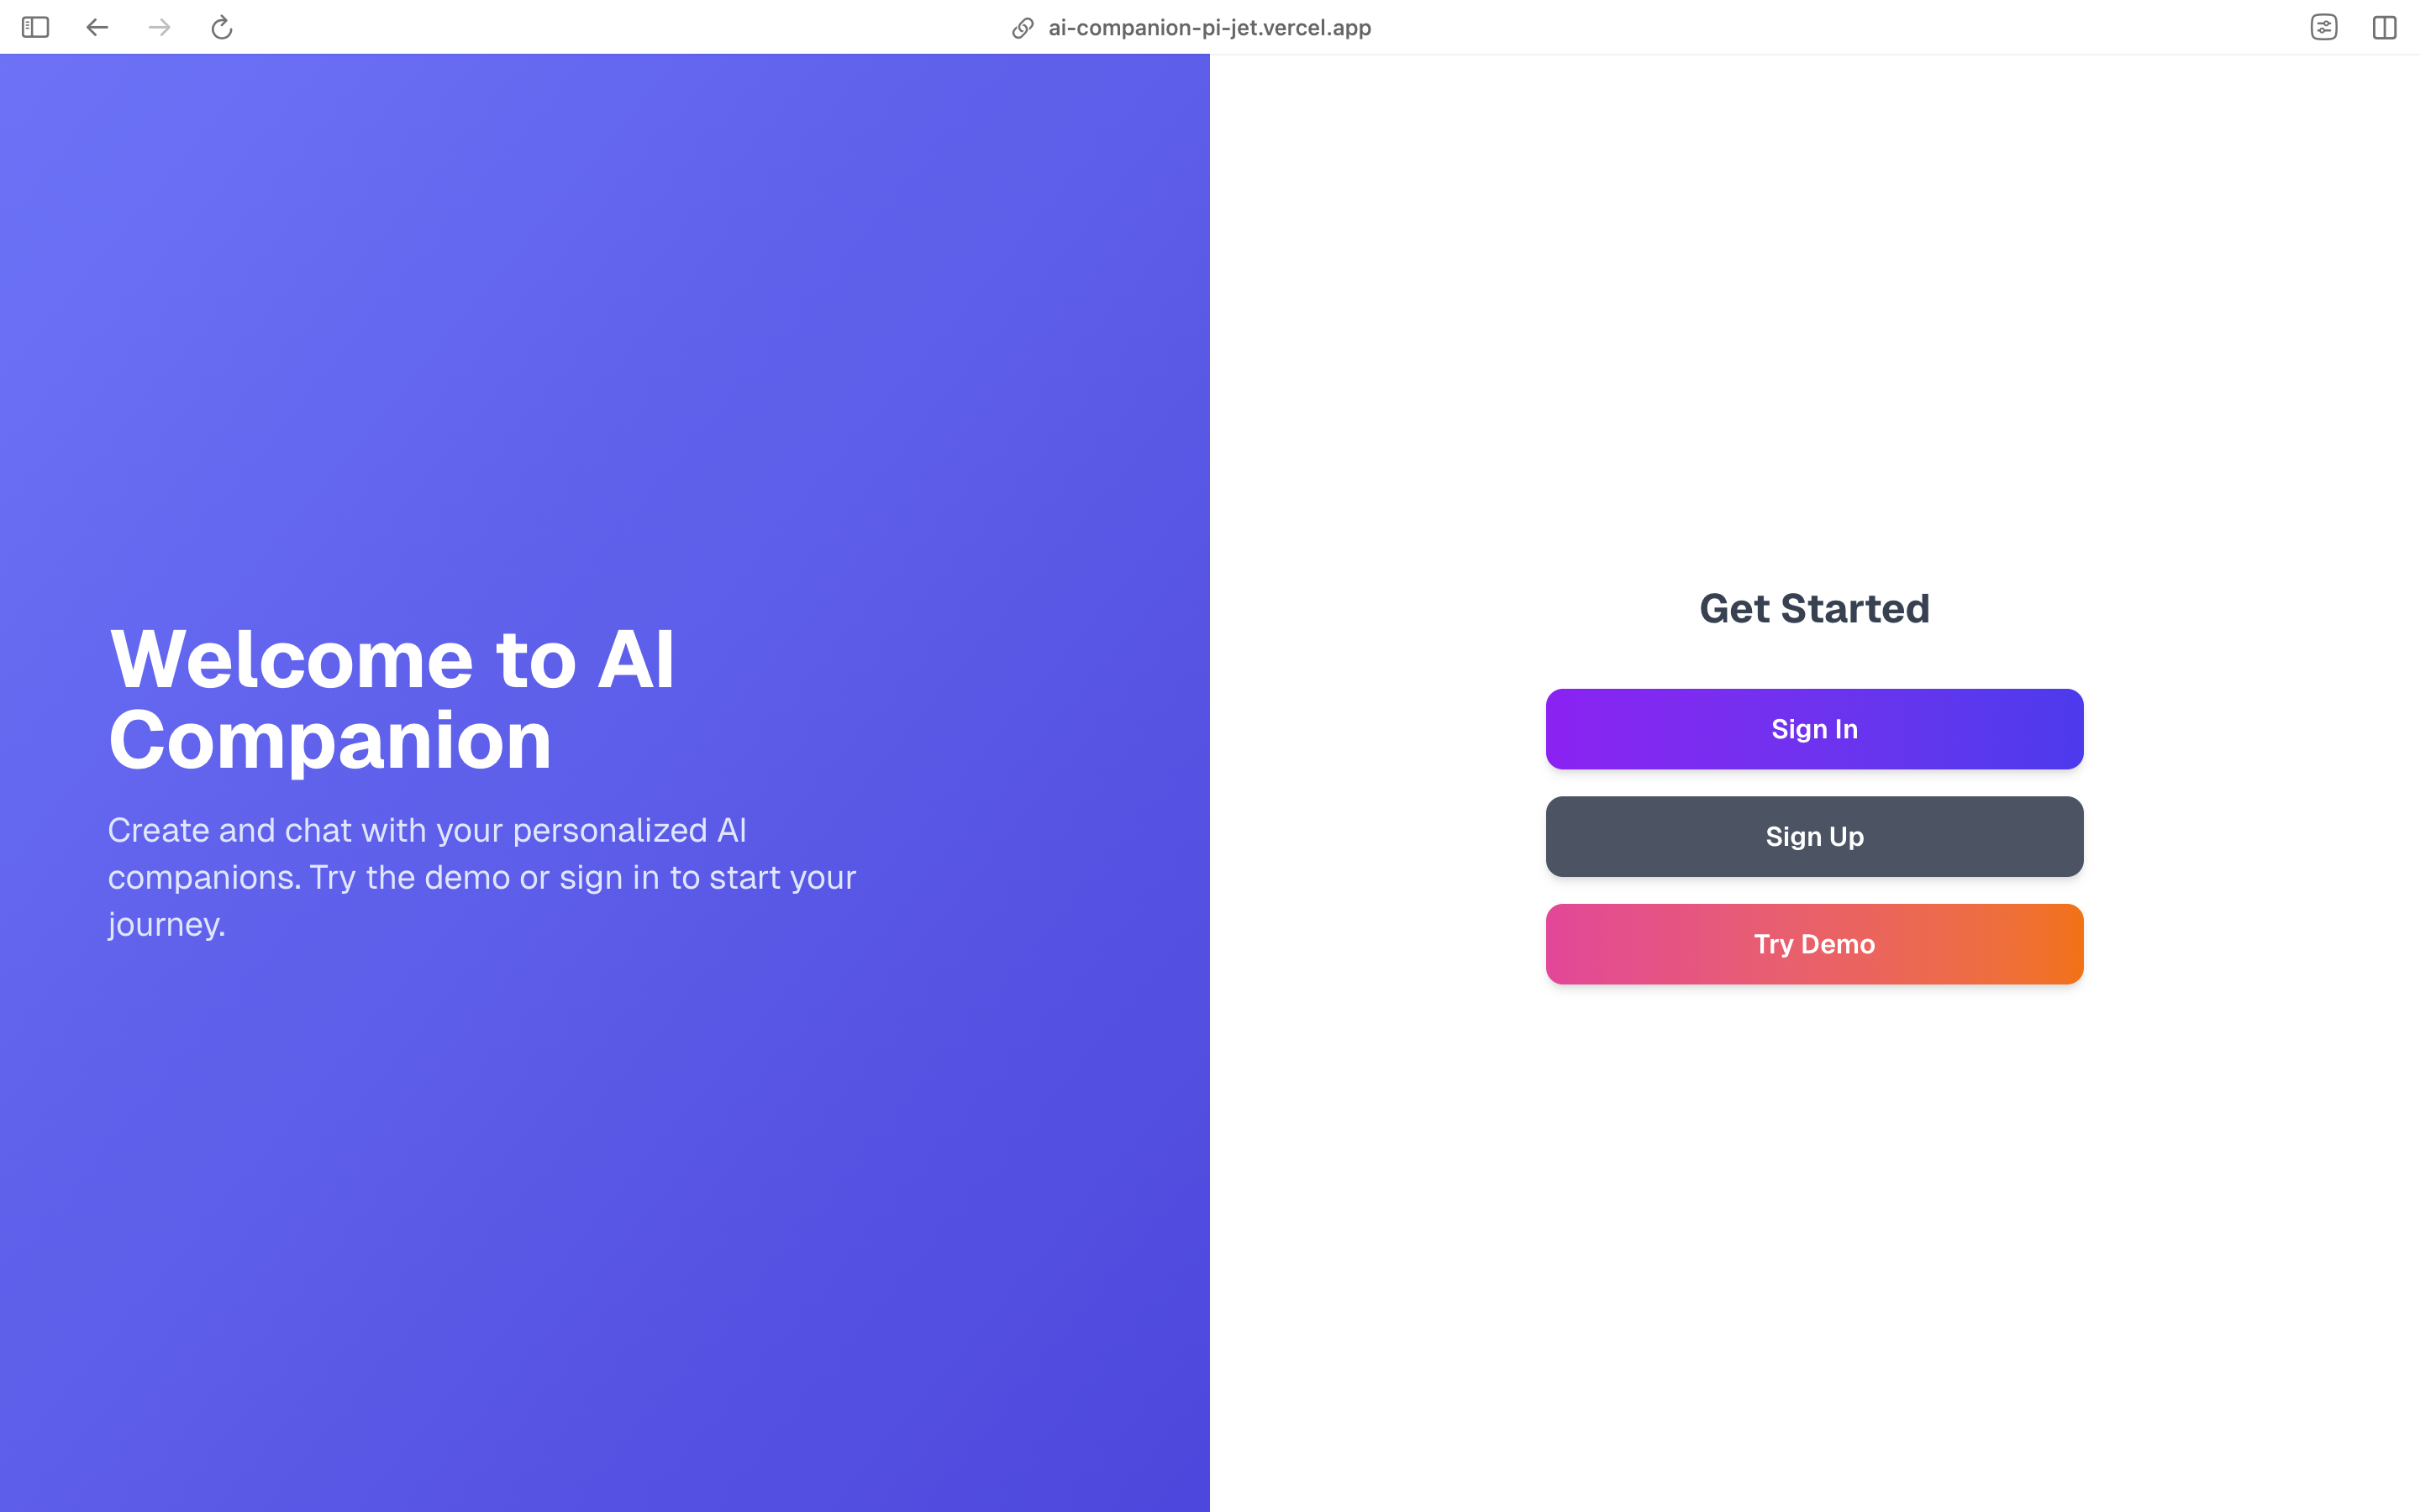 ai-companion-pi-jet.vercel.app
Welcome to AI
Companion
Create and chat with your personalized AI
companions. Try the demo or sign in to start your
journey.
Get Started
Sign In
Sign Up
Try Demo